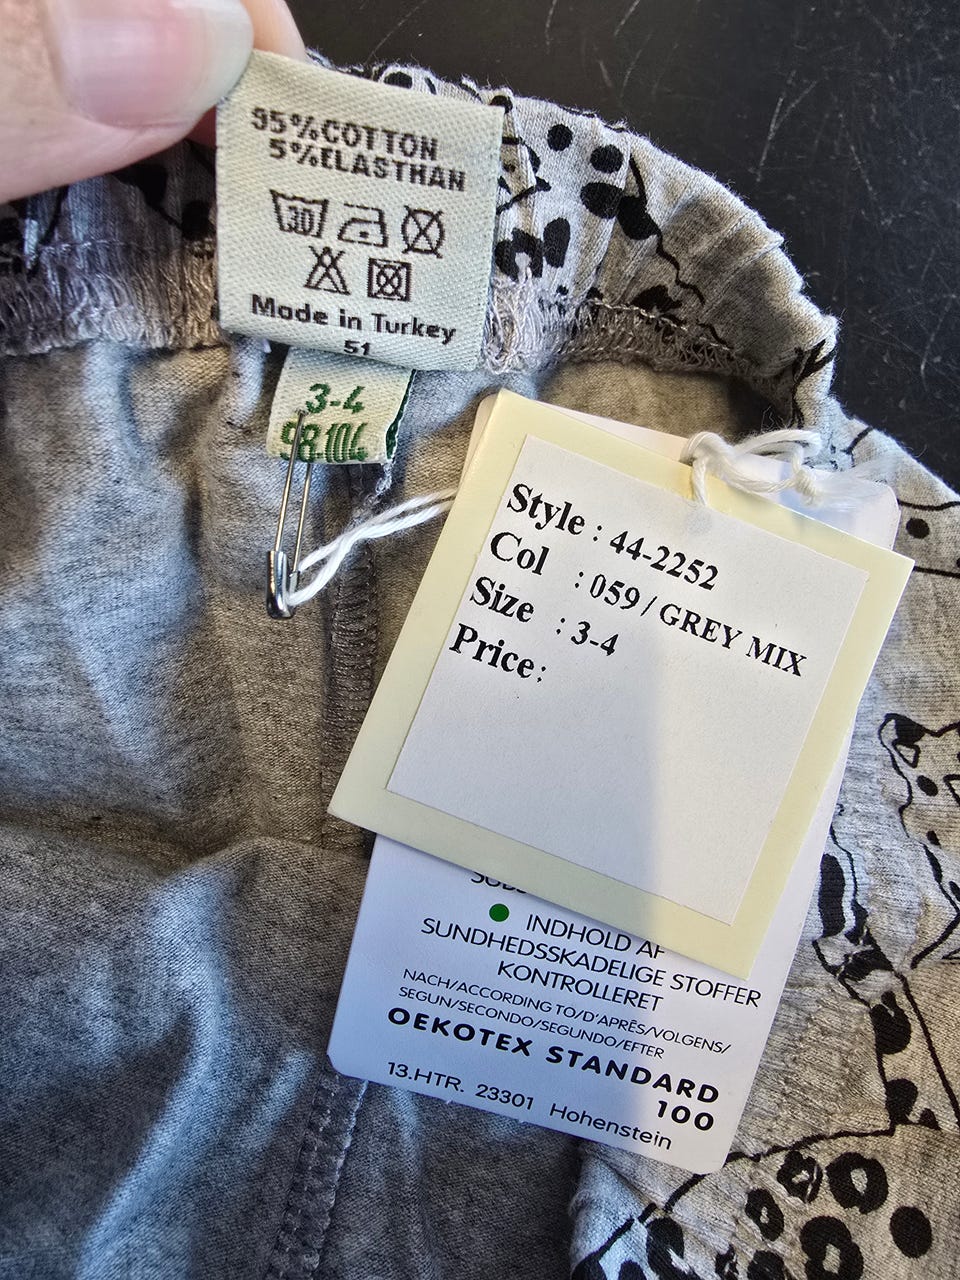 95%COTTON
5%ELASTHAN
30
Made in Turkey
51
3-4
98.104
Style : 44-2252
Col : 059 / GREY MIX
Size : 3-4
Price:
INDHOLD AF
SUNDHEDSSKADELIGE STOFFER
KONTROLLERET
NACH/ACCORDING TO/D'APRÈS/VOLGENS/
SEGUN/SECONDO/SEGUNDO/EFTER
OEKOTEX STANDARD
100
13.HTR. 23301 Hohenstein